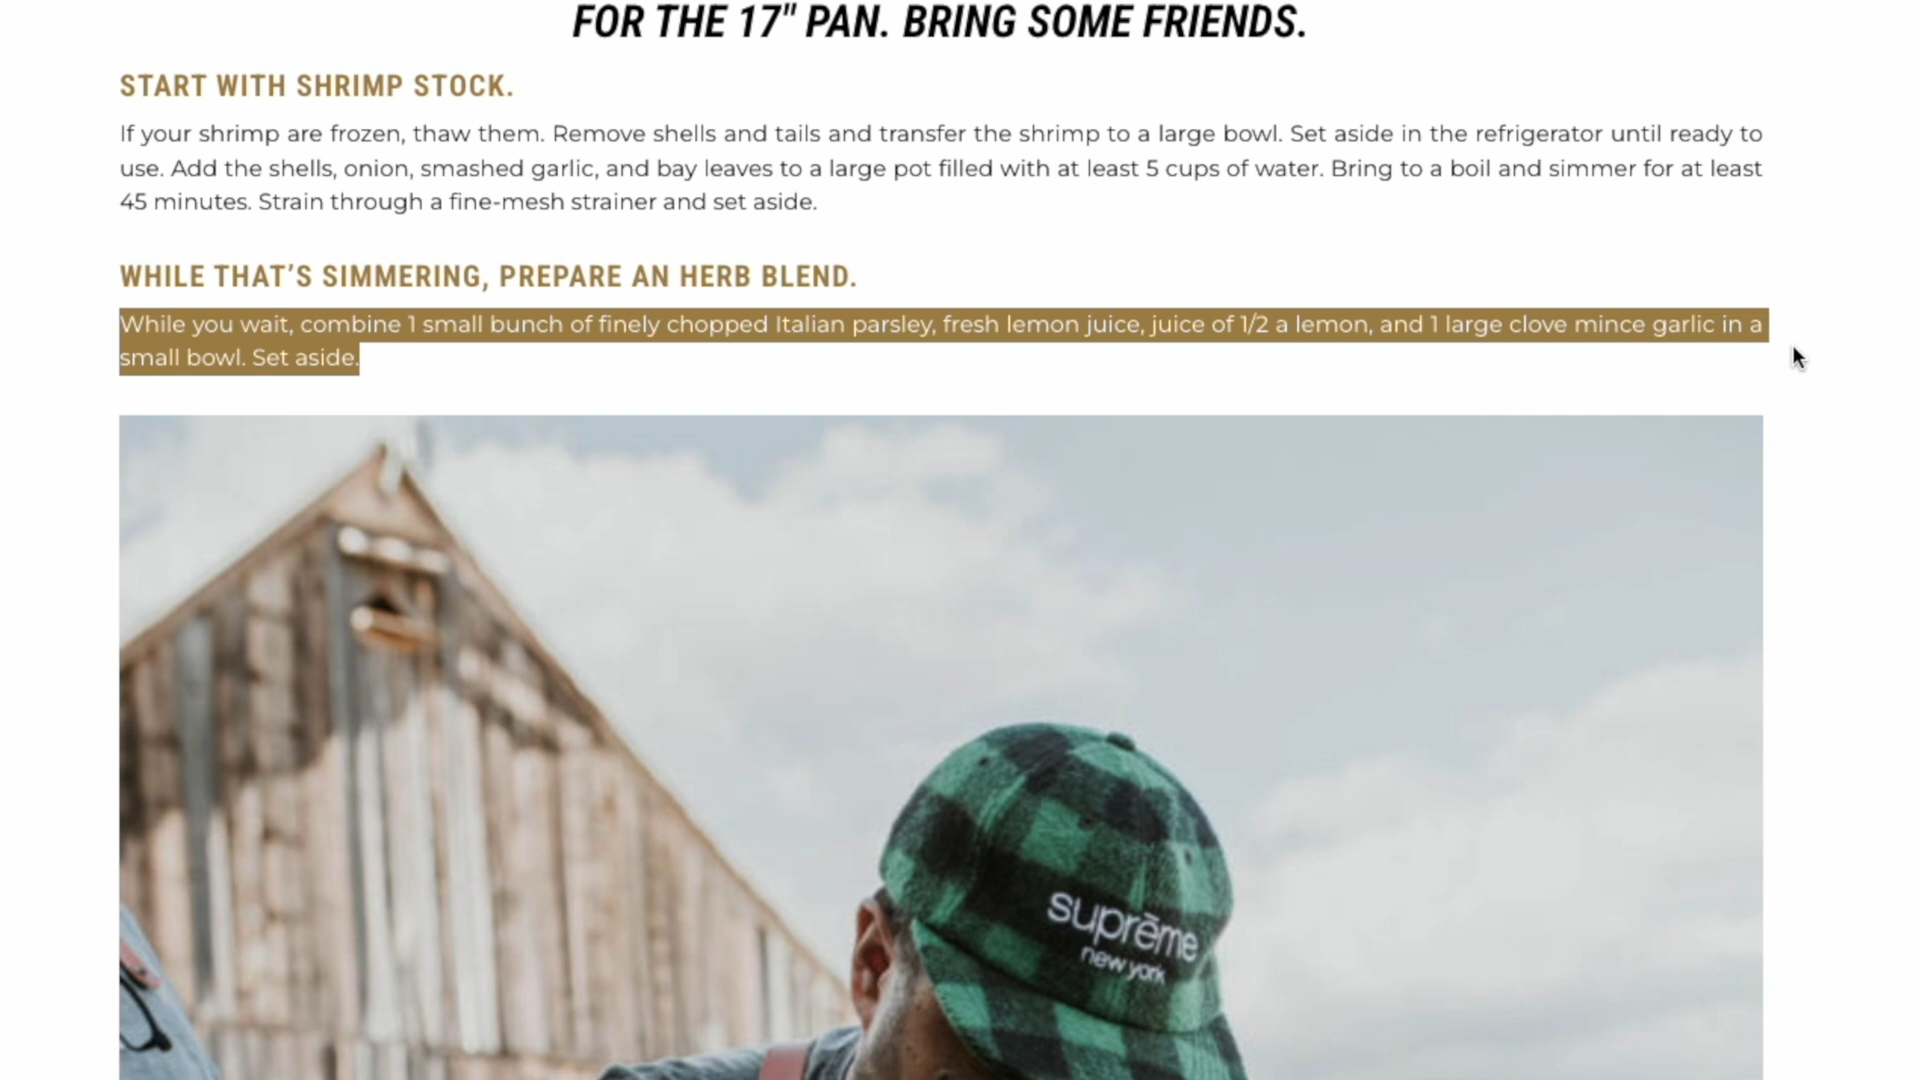 FOR THE 17" PAN. BRING SOME FRIENDS.
START WITH SHRIMP STOCK.
If your shrimp are frozen, thaw them. Remove shells and tails and transfer the shrimp to a large bowl. Set aside in the refrigerator until ready to
use. Add the shells, onion, smashed garlic, and bay leaves to a large pot filled with at least 5 cups of water. Bring to a boil and simmer for at least
45 minutes. Strain through a fine-mesh strainer and set aside.
WHILE THAT’S SIMMERING, PREPARE AN HERB BLEND.
While you wait, combine 1 small bunch of finely chopped Italian parsley, fresh lemon juice, juice of 1/2 a lemon, and 1 large clove mince garlic in a
small bowl. Set aside.
suprēme
new york